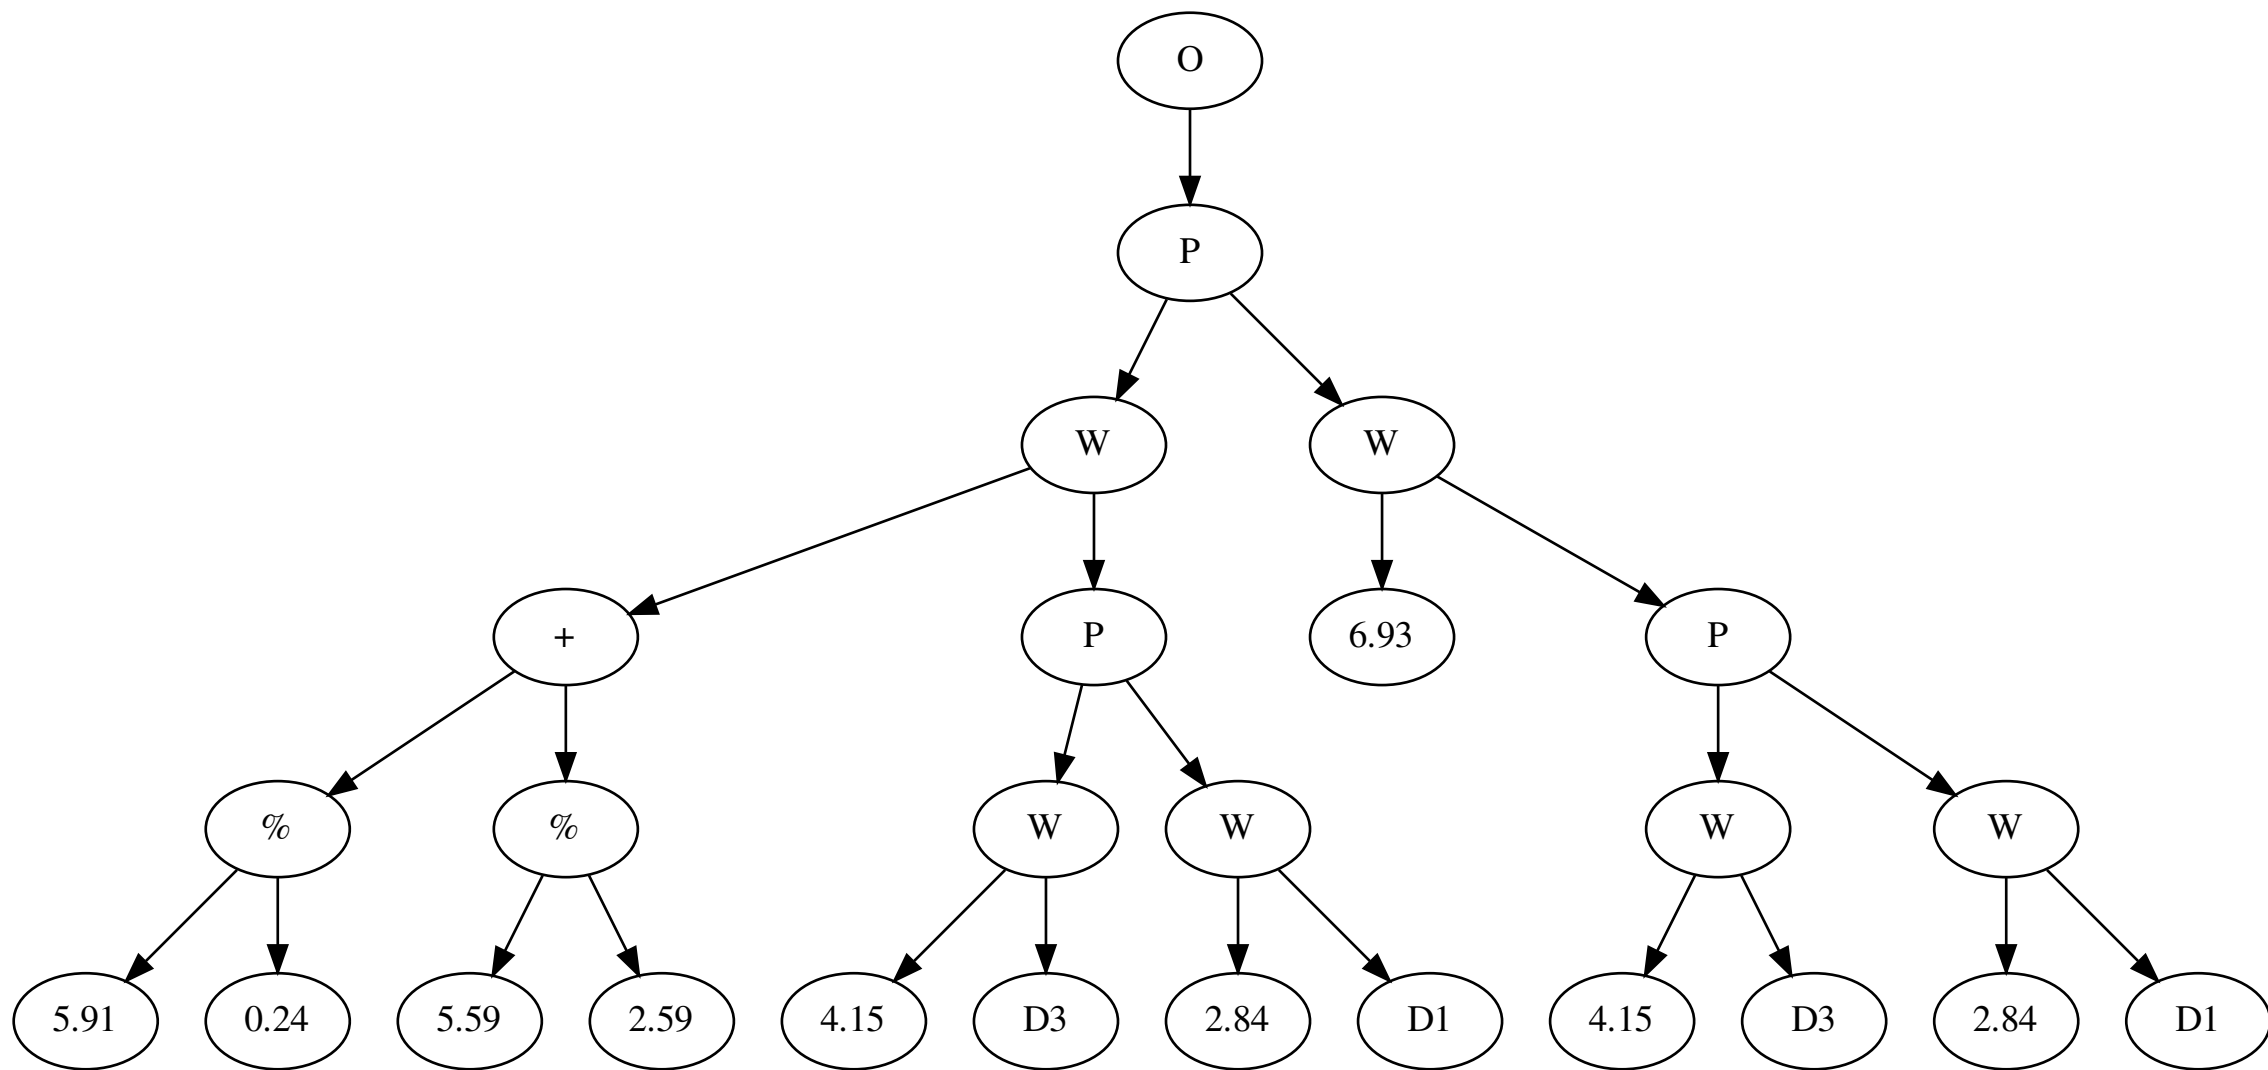 O
P
W W
+ P 6.93 P
% % W W W W
5.91 0.24 5.59 2.59 4.15 D3 2.84 D1 4.15 D3 2.84 D1